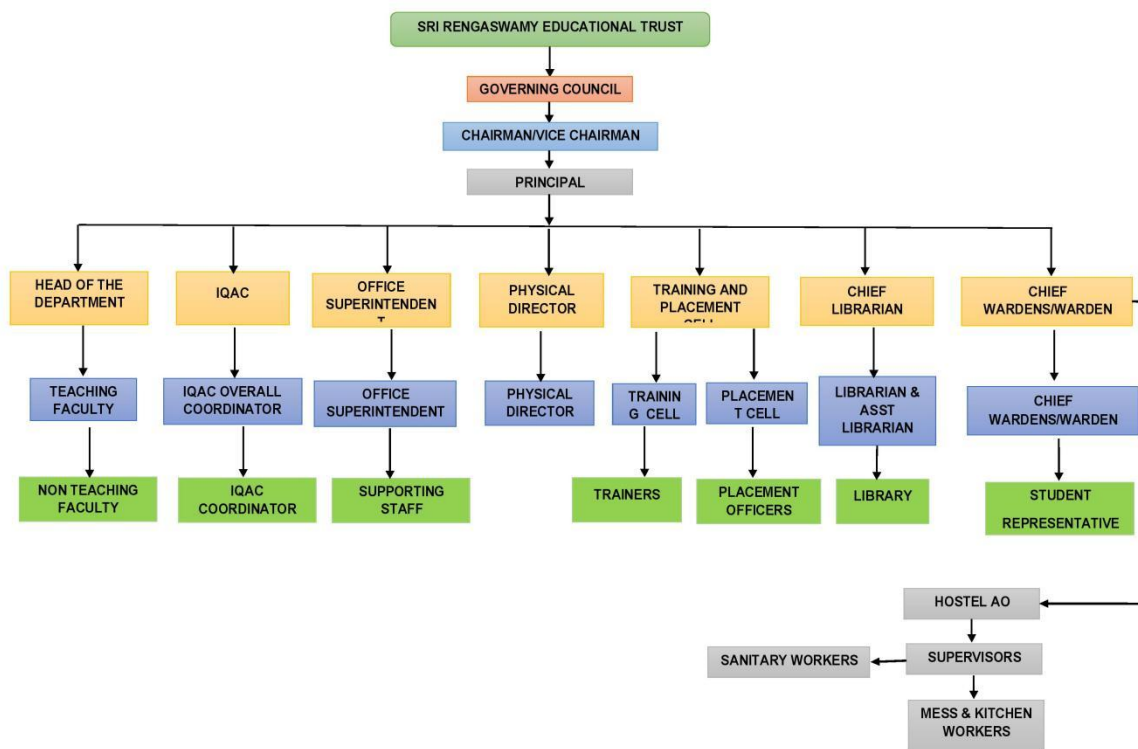 SRI RENGASWAMY EDUCATIONAL TRUST
GOVERNING COUNCIL
CHAIRMAN/VICE CHAIRMAN
PRINCIPAL
HEAD OF THE
DEPARTMENT
IQAC
OFFICE
SUPERINTENDEN
T
PHYSICAL
DIRECTOR
TRAINING AND
PLACEMENT
CELL
CHIEF
LIBRARIAN
CHIEF
WARDENS/WARDEN
TEACHING
FACULTY
IQAC OVERALL
COORDINATOR
OFFICE
SUPERINTENDENT
PHYSICAL
DIRECTOR
TRAININ
G CELL
PLACEMEN
T CELL
LIBRARIAN &
ASST
LIBRARIAN
CHIEF
WARDENS/WARDEN
NON TEACHING
FACULTY
IQAC
COORDINATOR
SUPPORTING
STAFF
TRAINERS
PLACEMENT
OFFICERS
LIBRARY
STUDENT
REPRESENTATIVE
HOSTEL AO
SANITARY WORKERS
SUPERVISORS
MESS & KITCHEN
WORKERS